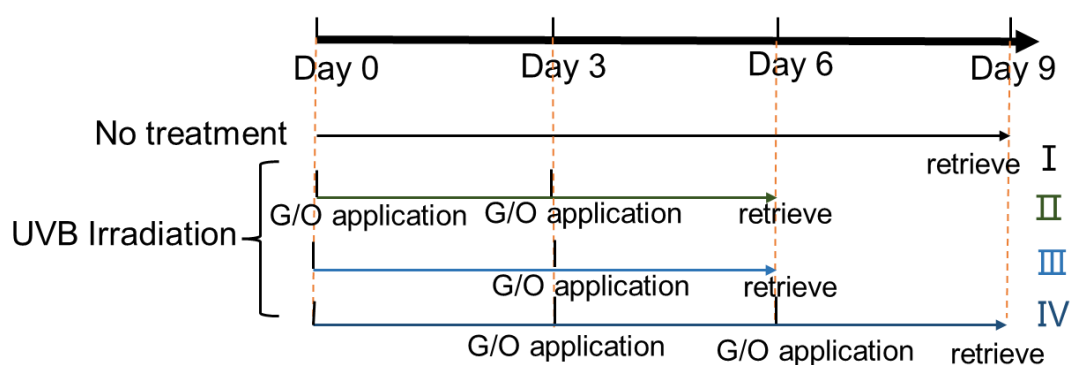 Day 0 Day 3 Day 6 Day 9
No treatment
retrieve I
G/O application G/O application retrieve II
UVB Irradiation
G/O application retrieve III
G/O application G/O application retrieve IV